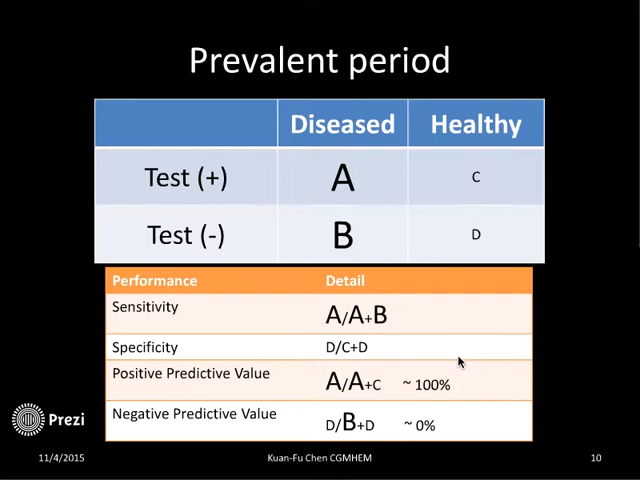 Prevalent period
Diseased Healthy
Test (+) A C
Test (-) B D
Performance Detail
Sensitivity A/A+B
Specificity D/C+D
Positive Predictive Value A/A+C ~ 100%
Negative Predictive Value D/B+D ~ 0%
Prezi
11/4/2015 Kuan-Fu Chen CGMHEM 10